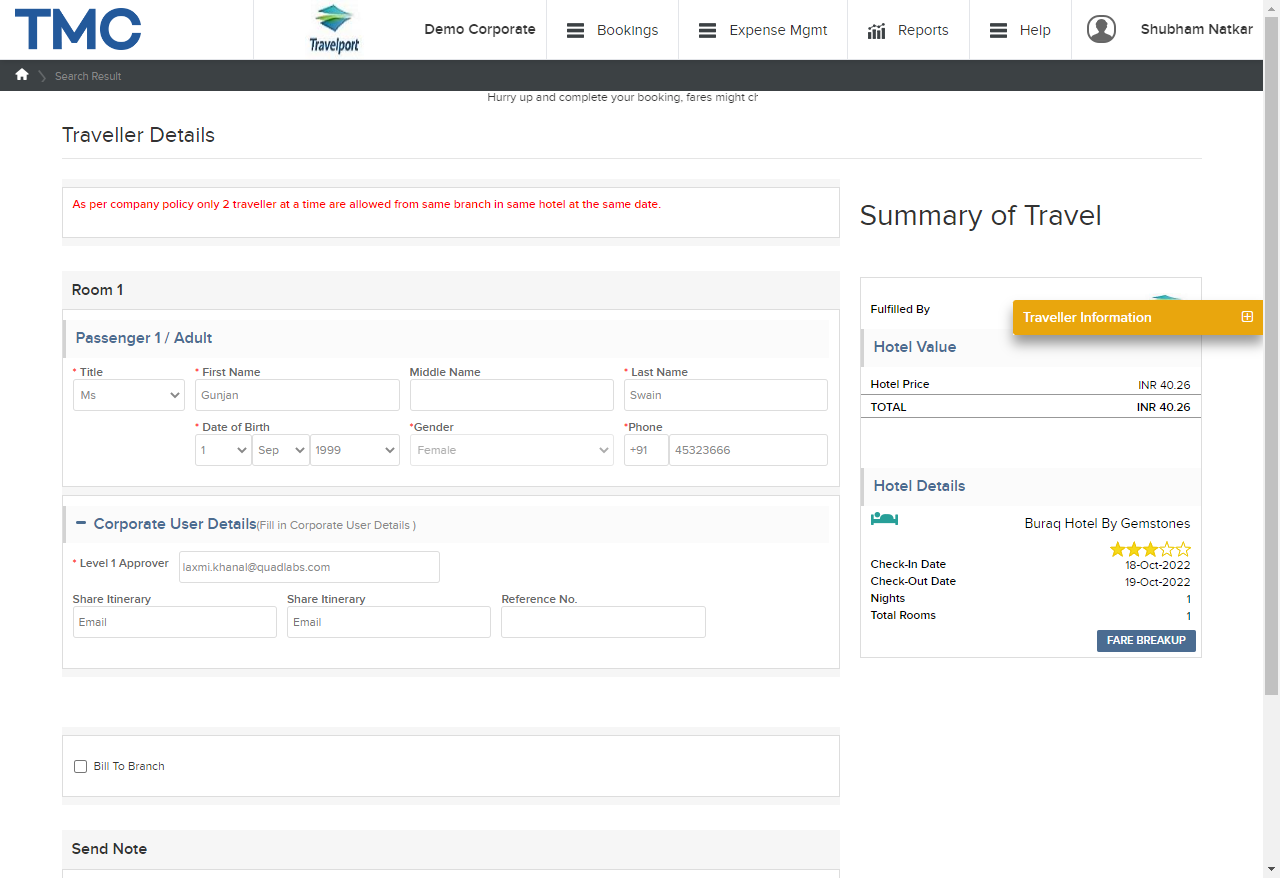 TMC
Travelport
Demo Corporate
Bookings
Expense Mgmt
Reports
Help
Shubham Natkar
Search Result
Hurry up and complete your booking, fares might ch
Traveller Details
As per company policy only 2 traveller at a time are allowed from same branch in same hotel at the same date.
Summary of Travel
Room 1
Passenger 1 / Adult
* Title
* First Name
Middle Name
* Last Name
Ms
Gunjan
Swain
* Date of Birth
*Gender
*Phone
1
Sep
1999
Female
+91
45323666
Corporate User Details(Fill in Corporate User Details )
* Level 1 Approver
laxmi.khanal@quadlabs.com
Share Itinerary
Share Itinerary
Reference No.
Email
Email
Bill To Branch
Send Note
Fulfilled By
Traveller Information
Hotel Value
Hotel Price
INR 40.26
TOTAL
INR 40.26
Hotel Details
Buraq Hotel By Gemstones
Check-In Date
18-Oct-2022
Check-Out Date
19-Oct-2022
Nights
1
Total Rooms
1
FARE BREAKUP